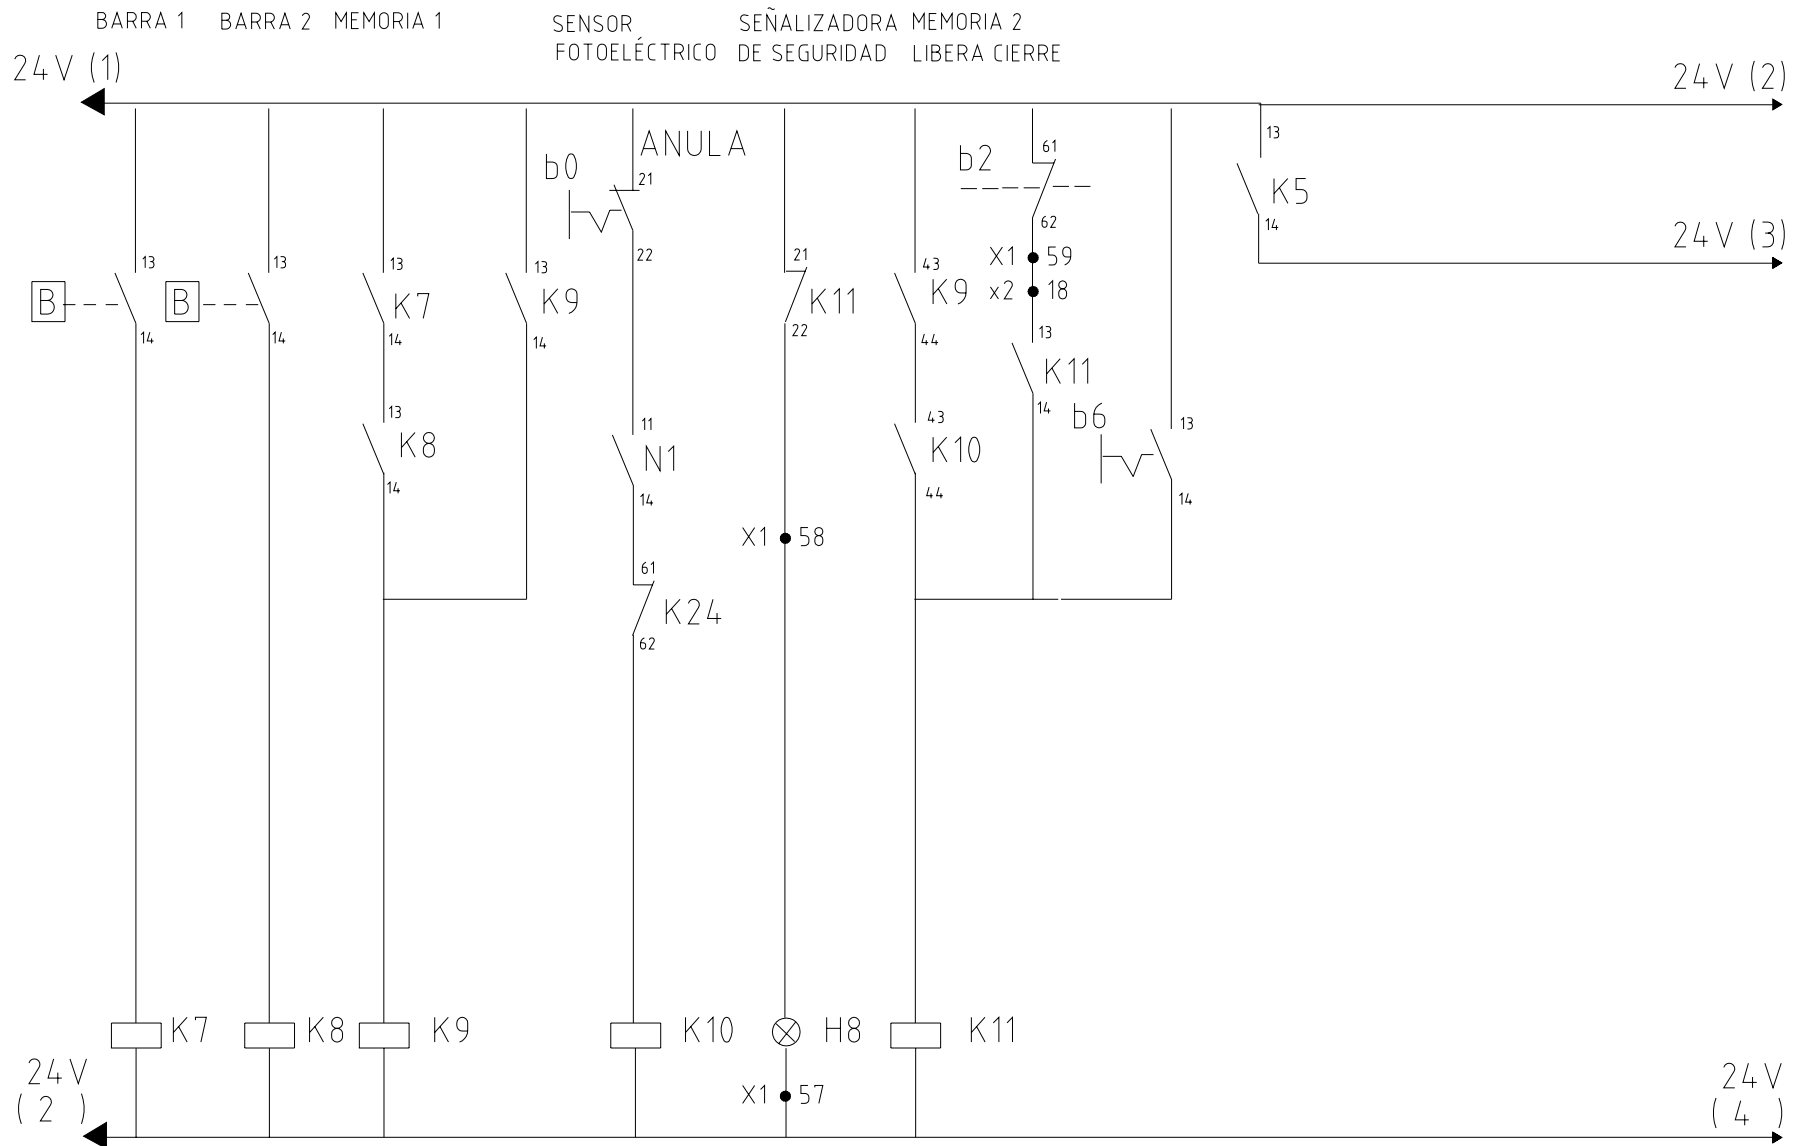 BARRA 1 BARRA 2 MEMORIA 1 SENSOR SEÑALIZADORA MEMORIA 2
FOTOELÉCTRICO DE SEGURIDAD LIBERA CIERRE
24V (1)
24V (2)
ANULA
13
b0
b2
61
21
K5
62
14
22
24V (3)
X1 59
13 13 13 13 21 43
x2 18
B B K7 K9 K11 K9
14 14 14 14 22 44
13
K11
14
13 11 43 b6 13
K8 N1 K10
14 14 44 14
X1 58
61
K24
62
K7 K8 K9 K10 H8 K11
24V
( 2 )
X1 57
24V
( 4 )